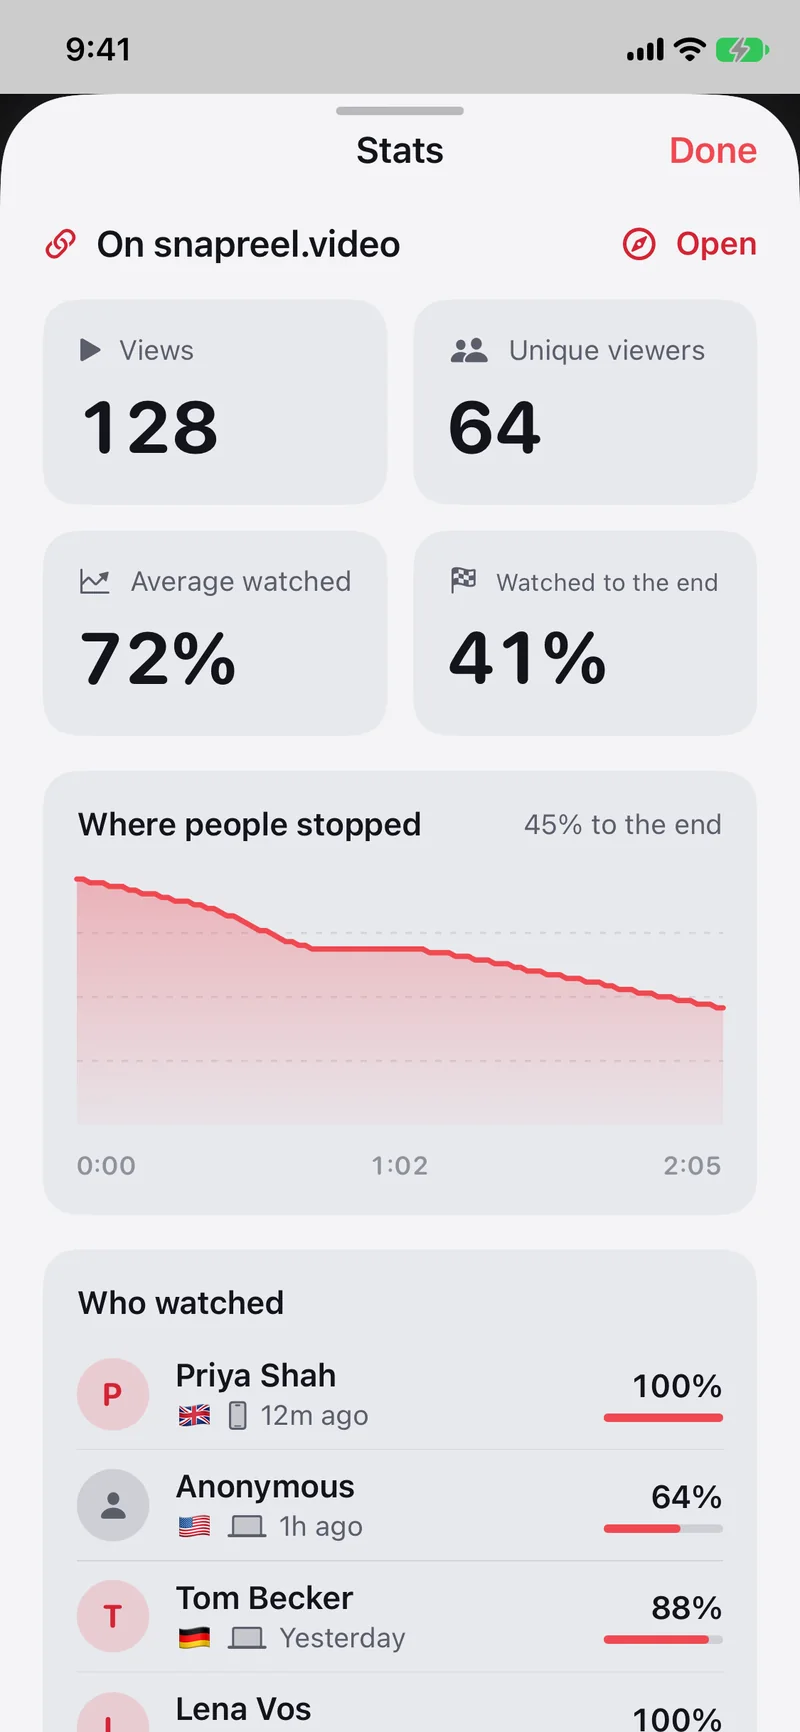 9:41
Stats
Done
On snapreel.video
Open
Views
Unique viewers
128
64
Average watched
Watched to the end
72%
41%
Where people stopped
45% to the end
0:00
1:02
2:05
Who watched
P
Priya Shah
100%
12m ago
Anonymous
64%
1h ago
T
Tom Becker
88%
Yesterday
L
Lena Vos
100%